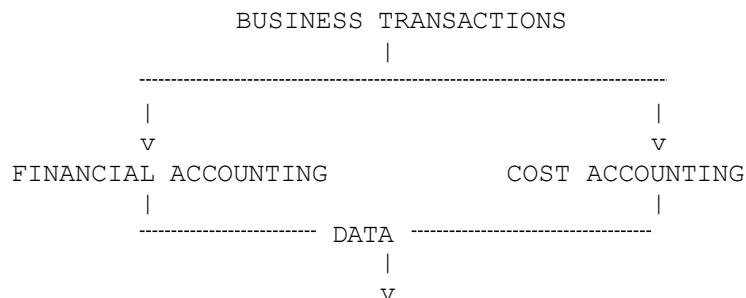 BUSINESS TRANSACTIONS
|
--------------------------------------------------------------------------------
| |
v v
FINANCIAL ACCOUNTING COST ACCOUNTING
| |
--------------------------- DATA ------------------------------------
|
v